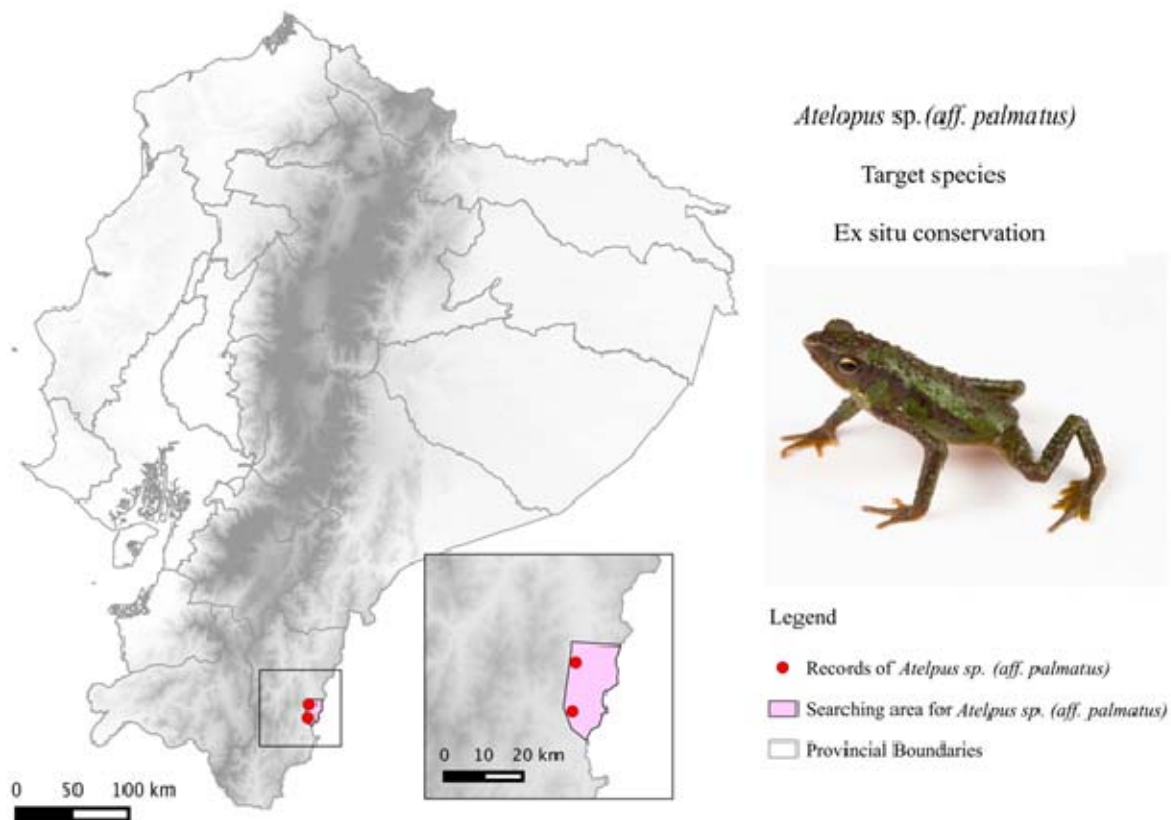 Atelopus sp. (aff. palmatus)
Target species
Ex situ conservation
Legend
Records of Atelpus sp. (aff. palmatus)
Searching area for Atelpus sp. (aff. palmatus)
Provincial Boundaries
0 10 20 km
0 50 100 km